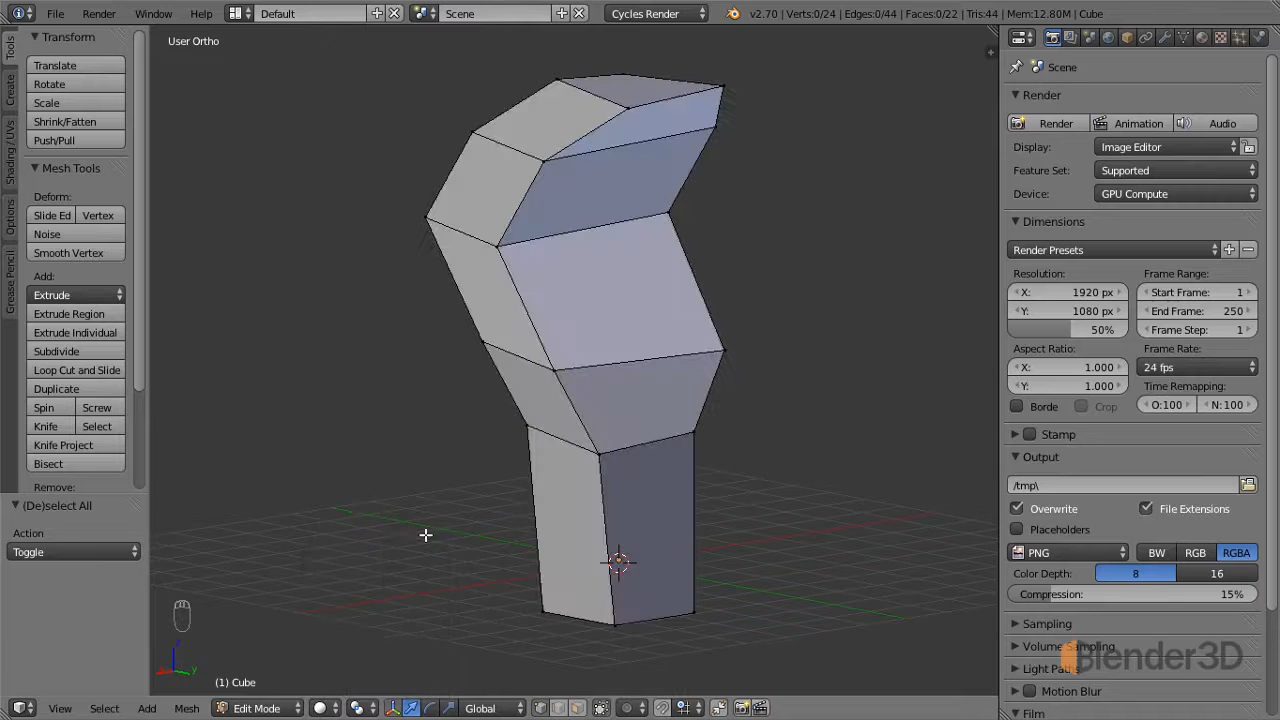 File Render Window Help Default Scene Cycles Render v2.70 | Verts:0/24 | Edges:0/44 | Faces:0/22 | Tris:44 | Mem:12.80M | Cube
Tools
Create
Shading / UVs
Options
Grease Pencil
Transform
Translate
Rotate
Scale
Shrink/Fatten
Push/Pull
Mesh Tools
Deform:
Slide Ed Vertex
Noise
Smooth Vertex
Add:
Extrude
Extrude Region
Extrude Individual
Subdivide
Loop Cut and Slide
Duplicate
Spin Screw
Knife Select
Knife Project
Bisect
Remove:
(De)select All
Action
Toggle
User Ortho
z
x y
(1) Cube
View Select Add Mesh Edit Mode Global
Scene
Render
Render Animation Audio
Display: Image Editor
Feature Set: Supported
Device: GPU Compute
Dimensions
Render Presets
Resolution: Frame Range:
X: 1920 px Start Frame: 1
Y: 1080 px End Frame: 250
50% Frame Step: 1
Aspect Ratio: Frame Rate:
X: 1.000 24 fps
Y: 1.000 Time Remapping:
Borde Crop O:100 N:100
Stamp
Output
/tmp\
Overwrite File Extensions
Placeholders
PNG BW RGB RGBA
Color Depth: 8 16
Compression: 15%
Sampling
Volume Sampling
Light Paths
Motion Blur
Film
Blender3D